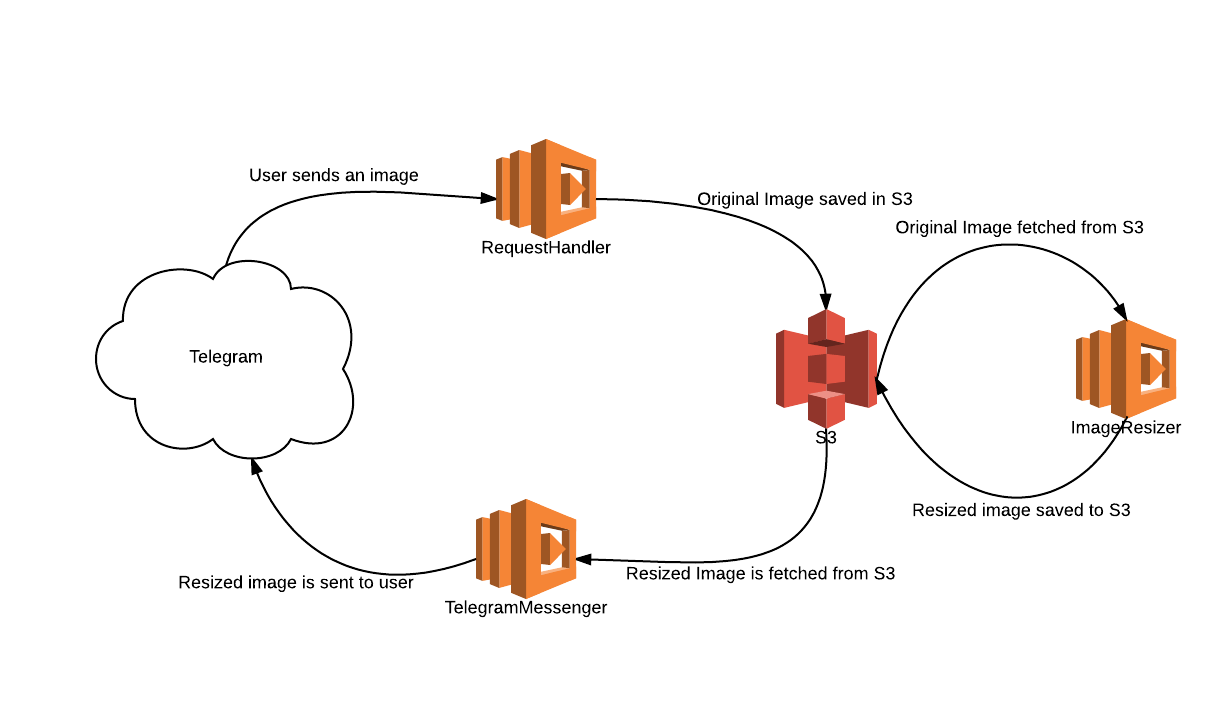 User sends an image
RequestHandler
Original Image saved in S3
Original Image fetched from S3
Telegram
S3
ImageResizer
Resized image saved to S3
Resized Image is fetched from S3
Resized image is sent to user
TelegramMessenger